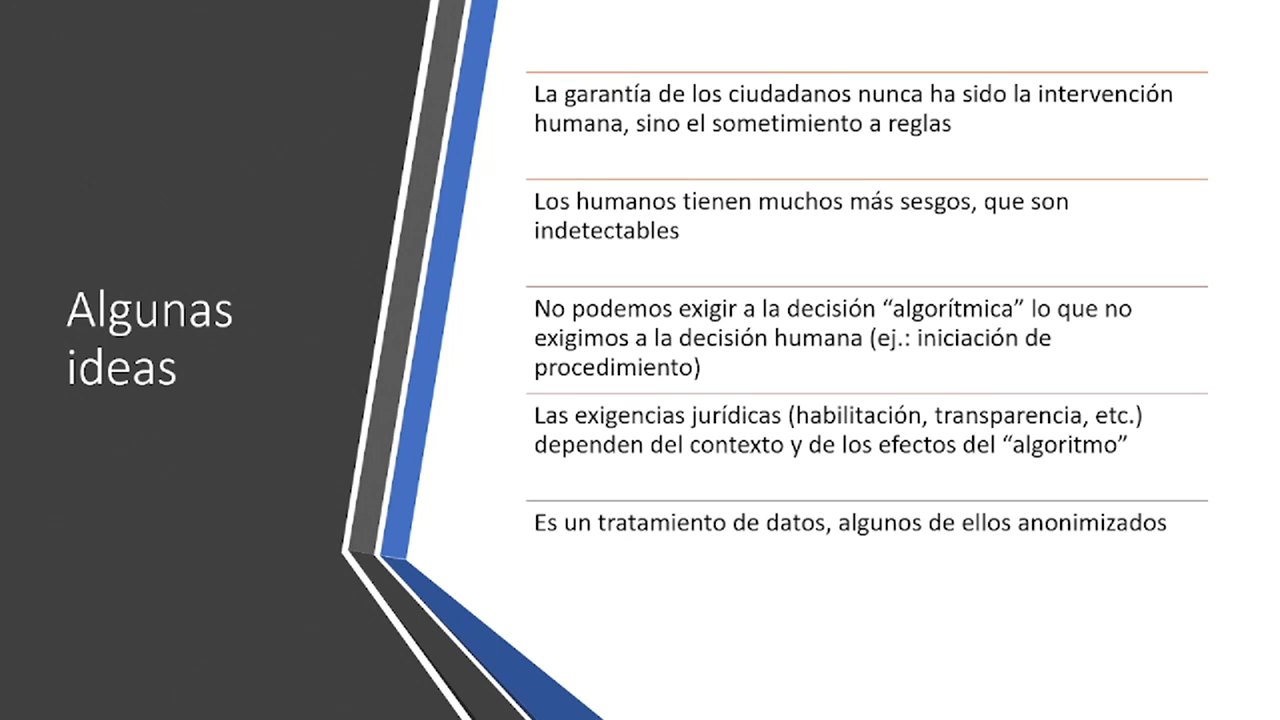 Algunas
ideas
La garantía de los ciudadanos nunca ha sido la intervención
humana, sino el sometimiento a reglas
Los humanos tienen muchos más sesgos, que son
indetectables
No podemos exigir a la decisión “algorítmica” lo que no
exigimos a la decisión humana (ej.: iniciación de
procedimiento)
Las exigencias jurídicas (habilitación, transparencia, etc.)
dependen del contexto y de los efectos del “algoritmo”
Es un tratamiento de datos, algunos de ellos anonimizados